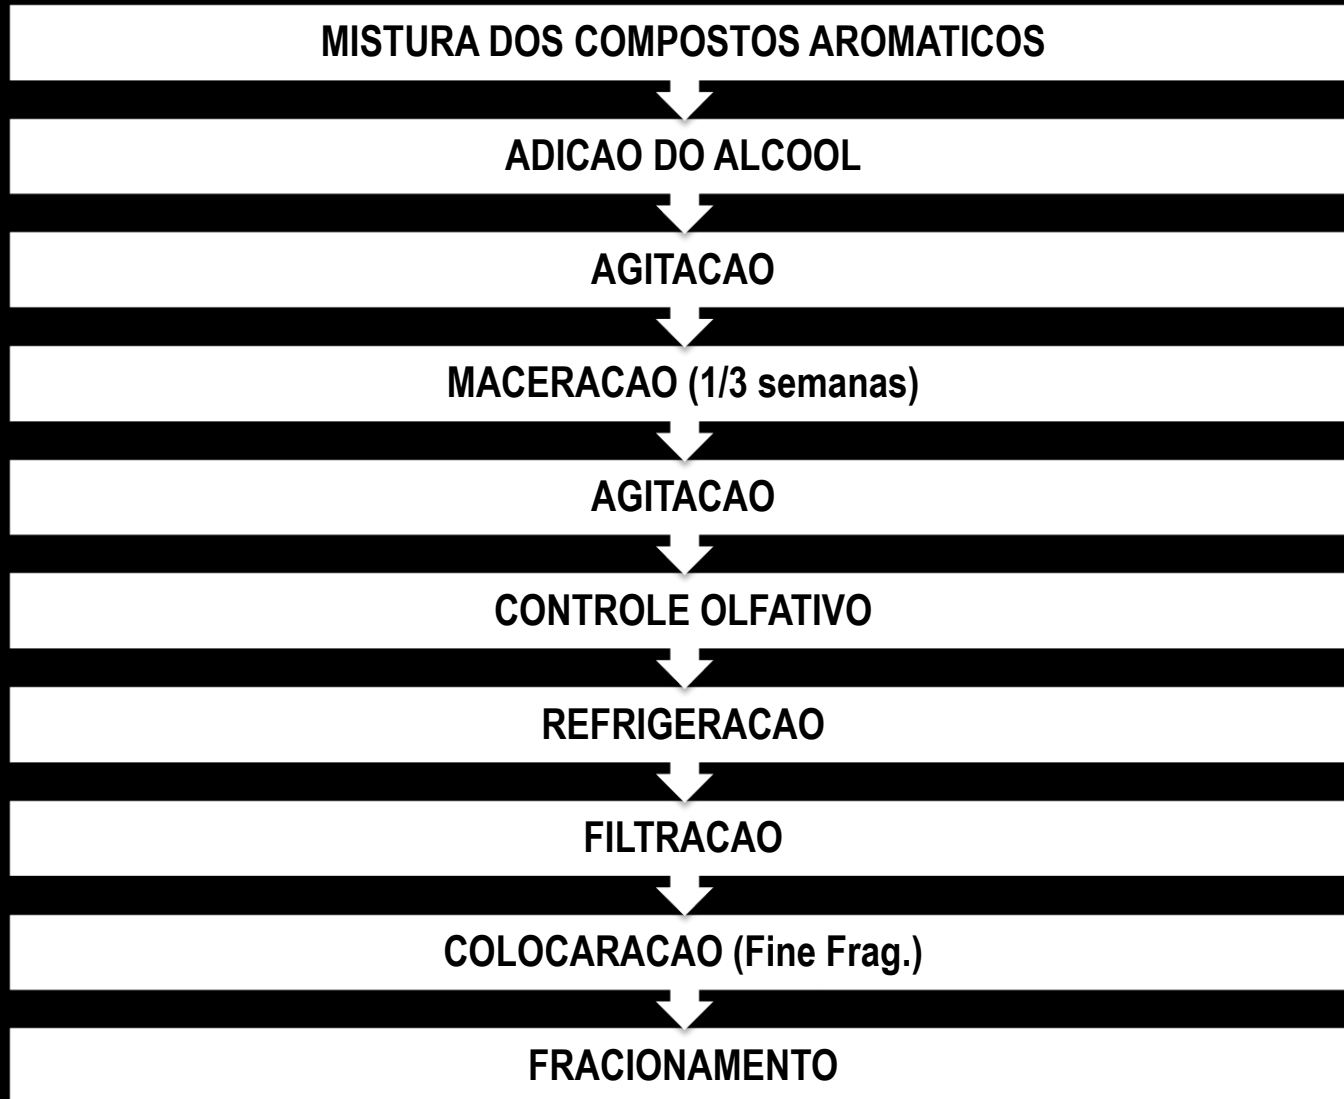 MISTURA DOS COMPOSTOS AROMATICOS
ADICAO DO ALCOOL
AGITACAO
MACERACAO (1/3 semanas)
AGITACAO
CONTROLE OLFATIVO
REFRIGERACAO
FILTRACAO
COLOCARACAO (Fine Frag.)
FRACIONAMENTO